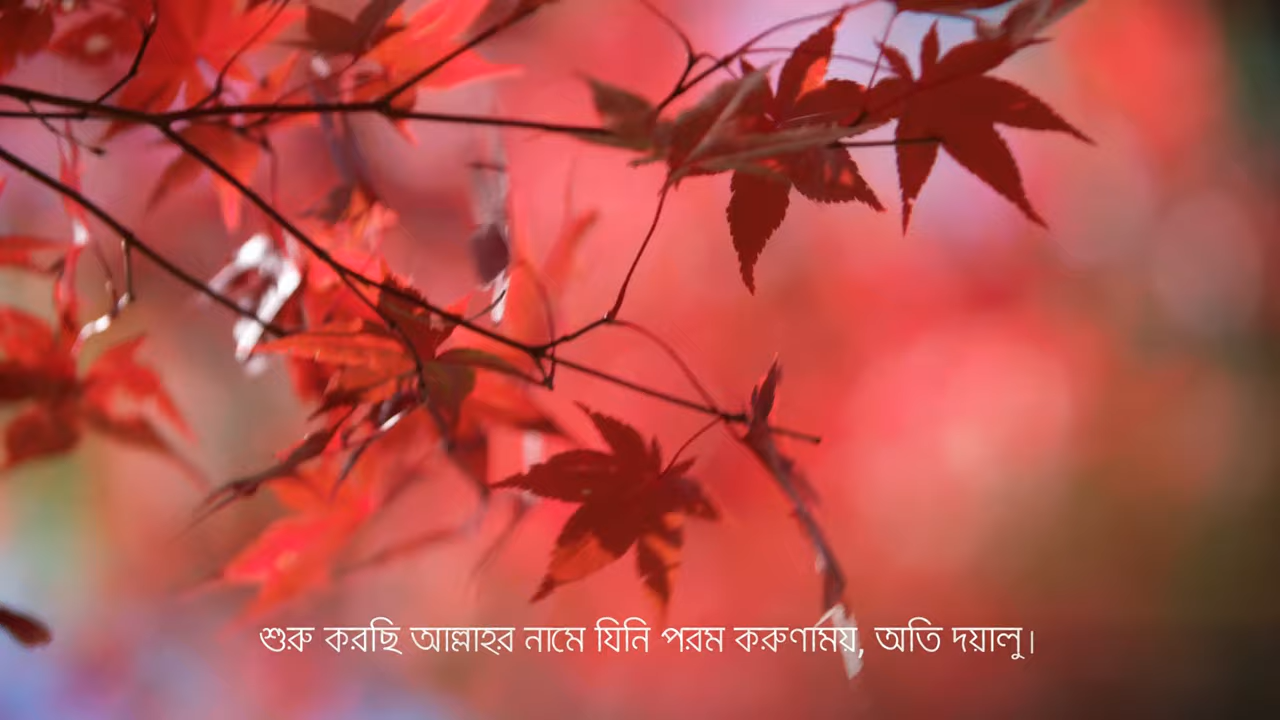 শুরু করছি আল্লাহর নামে যিনি পরম করুণাময়, অতি দয়ালু।